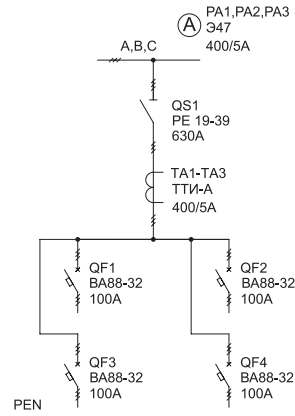 PA1,PA2,PA3
A
Э47
A,B,C
400/5A
QS1
PE 19-39
630A
TA1-TA3
ТТИ-А
400/5A
QF1
BA88-32
100A
QF2
BA88-32
100A
QF3
BA88-32
100A
QF4
BA88-32
100A
PEN